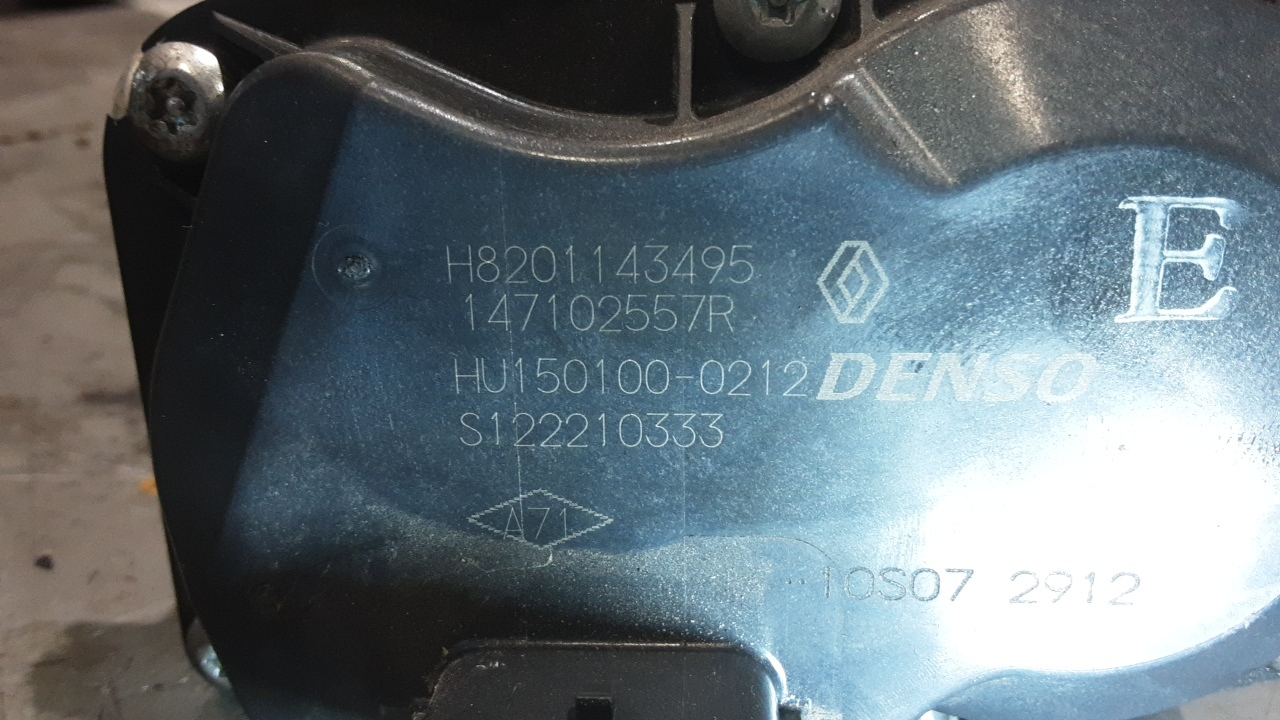 H8201143495
147102557R
E
HU150100-0212 DENSO
S122210333
A71
10S07 2912